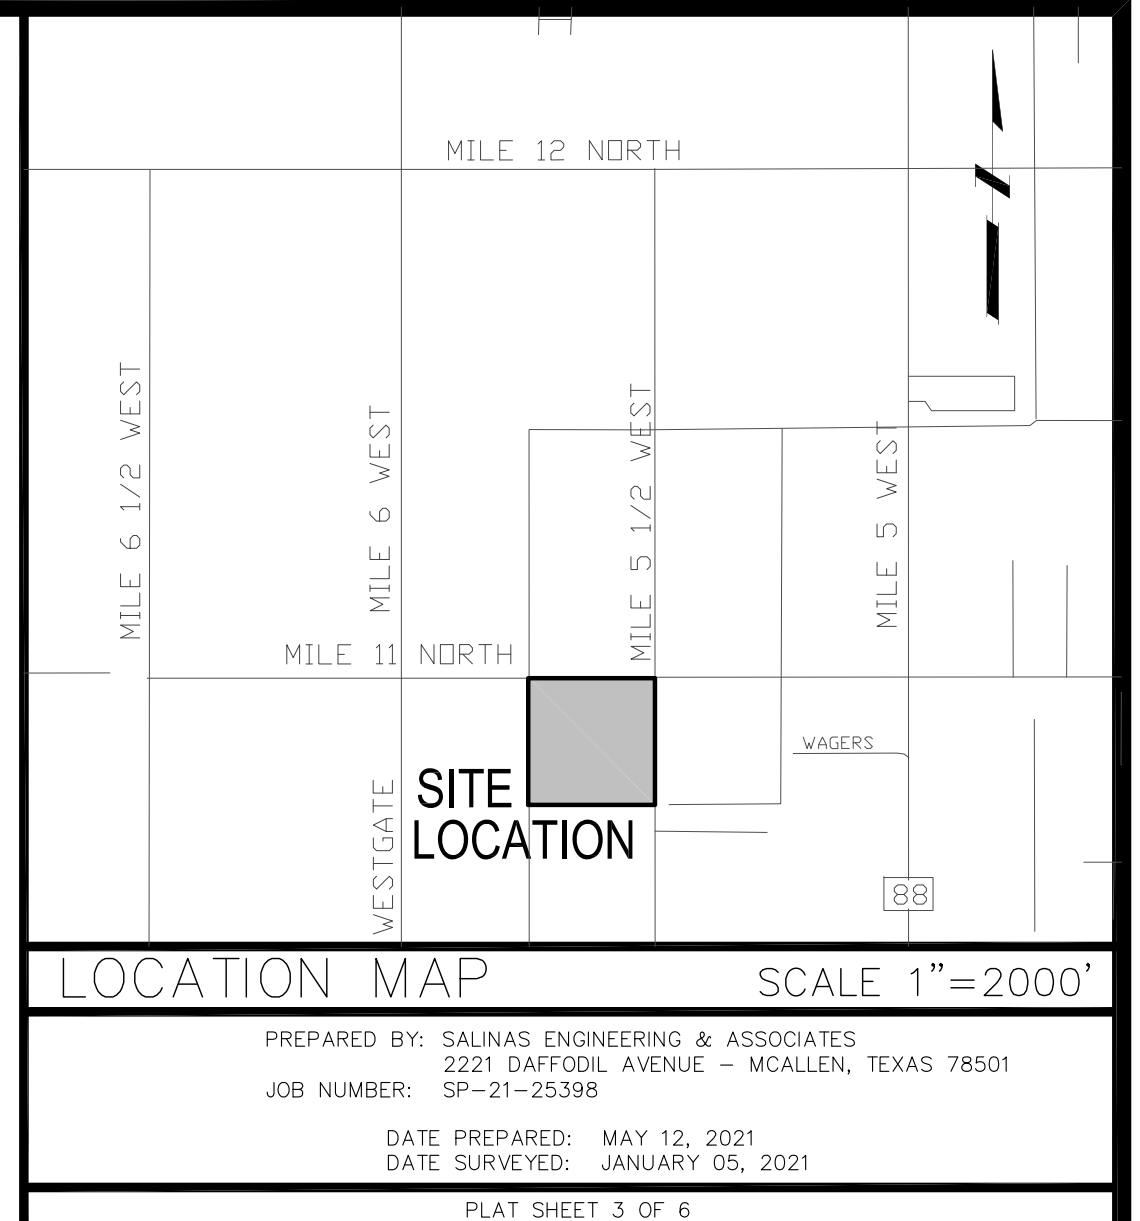 MILE 12 NORTH
MILE 6 1/2 WEST
MILE 6 WEST
MILE 5 1/2 WEST
MILE 5 WEST
MILE 11 NORTH
WAGERS
SITE
LOCATION
WESTGATE
88
LOCATION MAP SCALE 1"=2000'
PREPARED BY: SALINAS ENGINEERING & ASSOCIATES
2221 DAFFODIL AVENUE – MCALLEN, TEXAS 78501
JOB NUMBER: SP-21-25398
DATE PREPARED: MAY 12, 2021
DATE SURVEYED: JANUARY 05, 2021
PLAT SHEET 3 OF 6